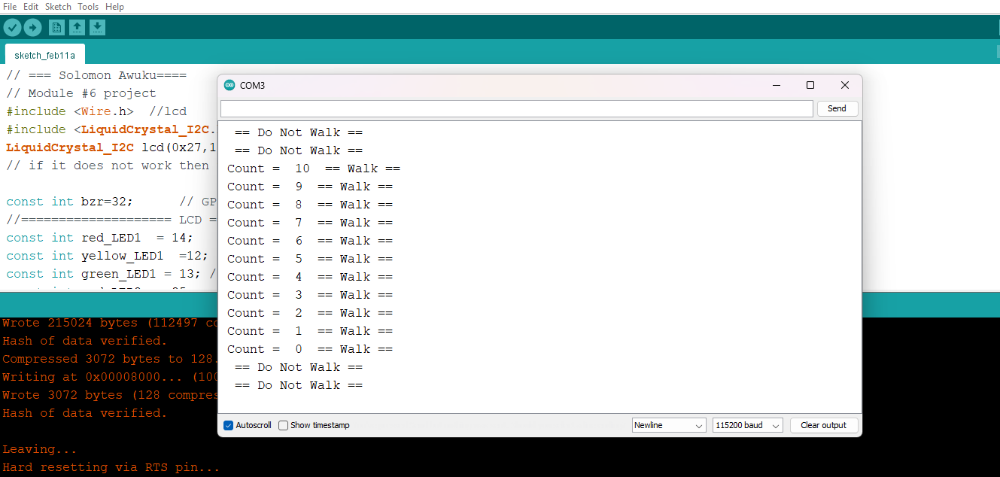 File Edit Sketch Tools Help
sketch_feb11a
// === Solomon Awuku====
// Module #6 project
#include <Wire.h>  //lcd
#include <LiquidCrystal_I2C.
LiquidCrystal_I2C lcd(0x27,1
// if it does not work then
const int bzr=32;      // GP
//==================== LCD =
const int red_LED1  = 14;
const int yellow_LED1  =12;
const int green_LED1 = 13; /
COM3
Send
== Do Not Walk ==
== Do Not Walk ==
Count =  10  == Walk ==
Count =  9  == Walk ==
Count =  8  == Walk ==
Count =  7  == Walk ==
Count =  6  == Walk ==
Count =  5  == Walk ==
Count =  4  == Walk ==
Count =  3  == Walk ==
Count =  2  == Walk ==
Count =  1  == Walk ==
Count =  0  == Walk ==
== Do Not Walk ==
== Do Not Walk ==
Autoscroll Show timestamp Newline 115200 baud Clear output
Wrote 215024 bytes (112497 co
Hash of data verified.
Compressed 3072 bytes to 128.
Writing at 0x00008000... (100
Wrote 3072 bytes (128 compres
Hash of data verified.
Leaving...
Hard resetting via RTS pin...